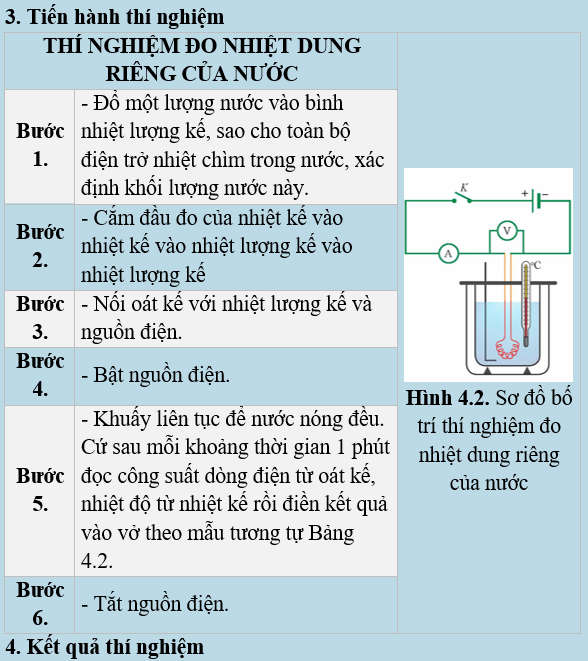 3. Tiến hành thí nghiệm
THÍ NGHIỆM ĐO NHIỆT DUNG
RIÊNG CỦA NƯỚC
Bước
1.
- Đổ một lượng nước vào bình
nhiệt lượng kế, sao cho toàn bộ
điện trở nhiệt chìm trong nước, xác
định khối lượng nước này.
Bước
2.
- Cắm đầu đo của nhiệt kế vào
nhiệt kế vào nhiệt lượng kế vào
nhiệt lượng kế
Bước
3.
- Nối oát kế với nhiệt lượng kế và
nguồn điện.
Bước
4.
- Bật nguồn điện.
Bước
5.
- Khuấy liên tục để nước nóng đều.
Cứ sau mỗi khoảng thời gian 1 phút
đọc công suất dòng điện từ oát kế,
nhiệt độ từ nhiệt kế rồi điền kết quả
vào vở theo mẫu tương tự Bảng
4.2.
Bước
6.
- Tắt nguồn điện.
K
+ −
V
A
°C
Hình 4.2. Sơ đồ bố
trí thí nghiệm đo
nhiệt dung riêng
của nước
4. Kết quả thí nghiệm